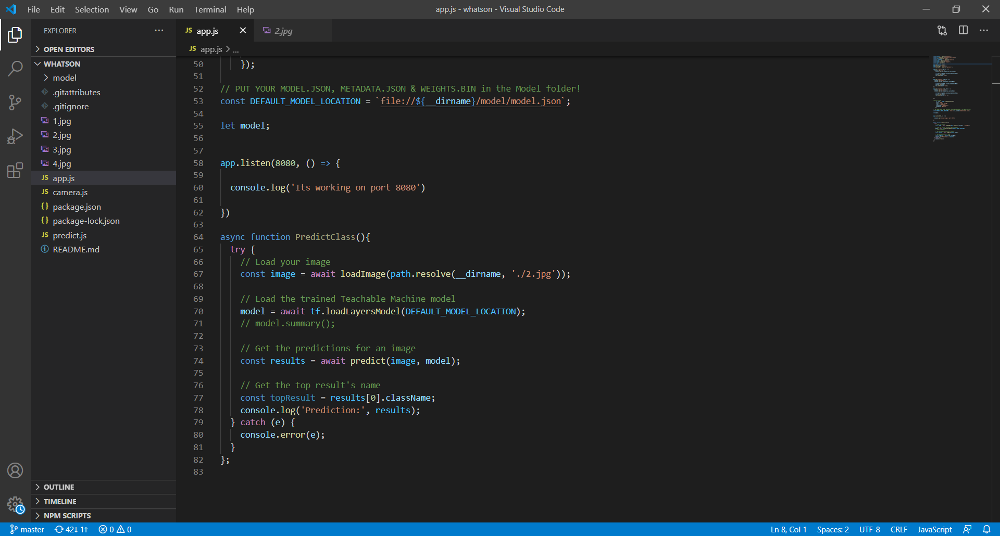 File Edit Selection View Go Run Terminal Help
app.js - whatson - Visual Studio Code
EXPLORER
OPEN EDITORS
WHATSON
model
.gitattributes
.gitignore
1.jpg
2.jpg
3.jpg
4.jpg
JS app.js
JS camera.js
{} package.json
{} package-lock.json
JS predict.js
README.md
OUTLINE
TIMELINE
NPM SCRIPTS
JS app.js 2.jpg
JS app.js > ...
50 });
51
52 // PUT YOUR MODEL.JSON, METADATA.JSON & WEIGHTS.BIN in the Model folder!
53 const DEFAULT_MODEL_LOCATION = `file://${__dirname}/model/model.json`;
54
55 let model;
56
57
58 app.listen(8080, () => {
59
60 console.log('Its working on port 8080')
61
62 })
63
64 async function PredictClass(){
65 try {
66 // Load your image
67 const image = await loadImage(path.resolve(__dirname, './2.jpg'));
68
69 // Load the trained Teachable Machine model
70 model = await tf.loadLayersModel(DEFAULT_MODEL_LOCATION);
71 // model.summary();
72
73 // Get the predictions for an image
74 const results = await predict(image, model);
75
76 // Get the top result's name
77 const topResult = results[0].className;
78 console.log('Prediction:', results);
79 } catch (e) {
80 console.error(e);
81 }
82 };
83
master 42↓ 1↑ 0 0
Ln 8, Col 1 Spaces: 2 UTF-8 CRLF JavaScript